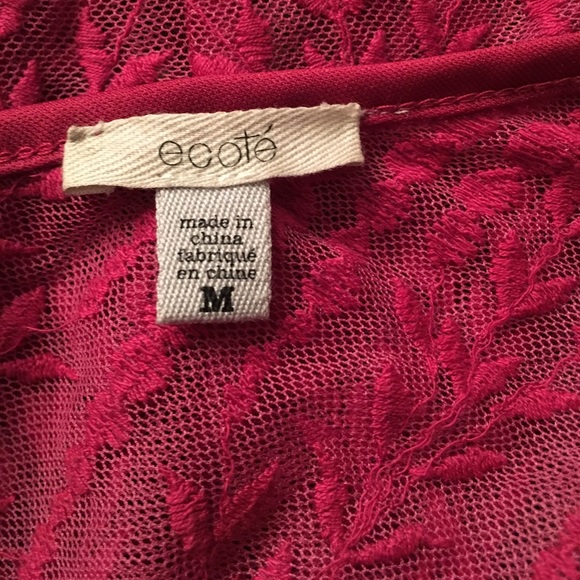 ecoté
made in
china
fabriqué
en chine
M